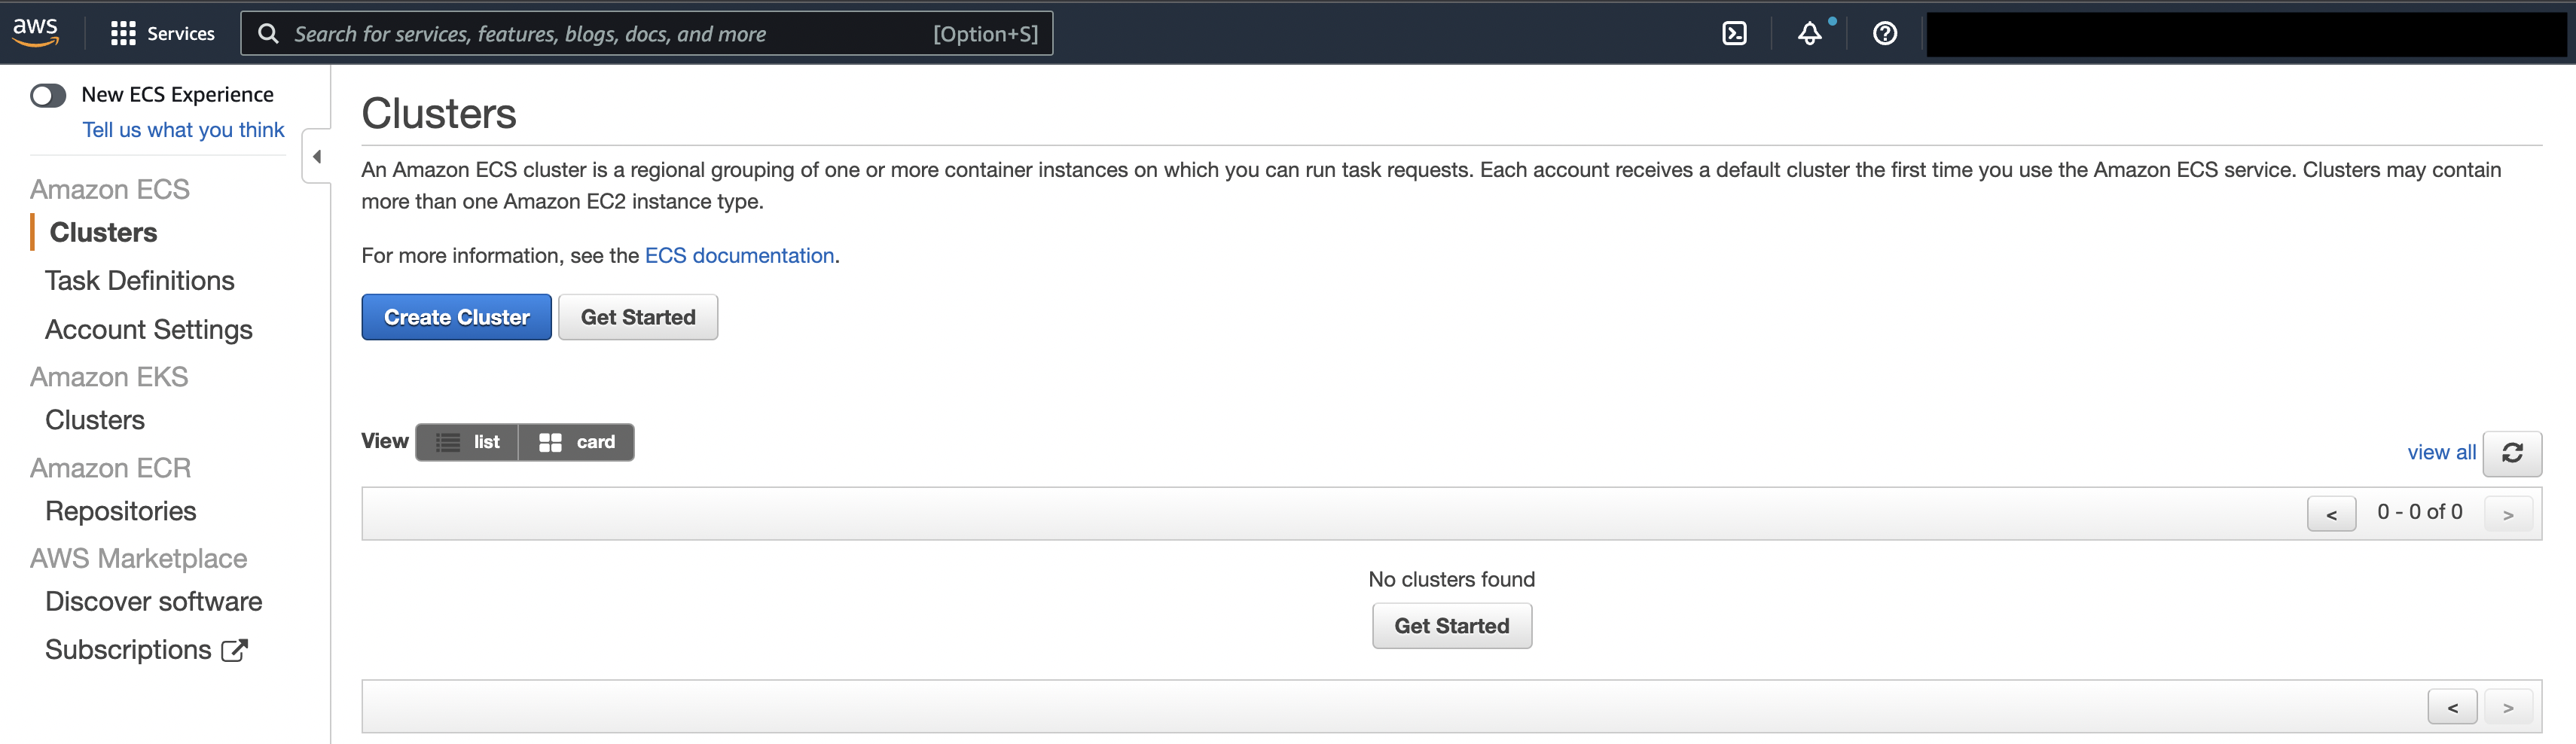 aws
Services
Search for services, features, blogs, docs, and more
[Option+S]
New ECS Experience
Tell us what you think
Amazon ECS
Clusters
Task Definitions
Account Settings
Amazon EKS
Clusters
Amazon ECR
Repositories
AWS Marketplace
Discover software
Subscriptions
Clusters
An Amazon ECS cluster is a regional grouping of one or more container instances on which you can run task requests. Each account receives a default cluster the first time you use the Amazon ECS service. Clusters may contain
more than one Amazon EC2 instance type.
For more information, see the ECS documentation.
Create Cluster
Get Started
View
list
card
view all
<
0 - 0 of 0
>
No clusters found
Get Started
<
>